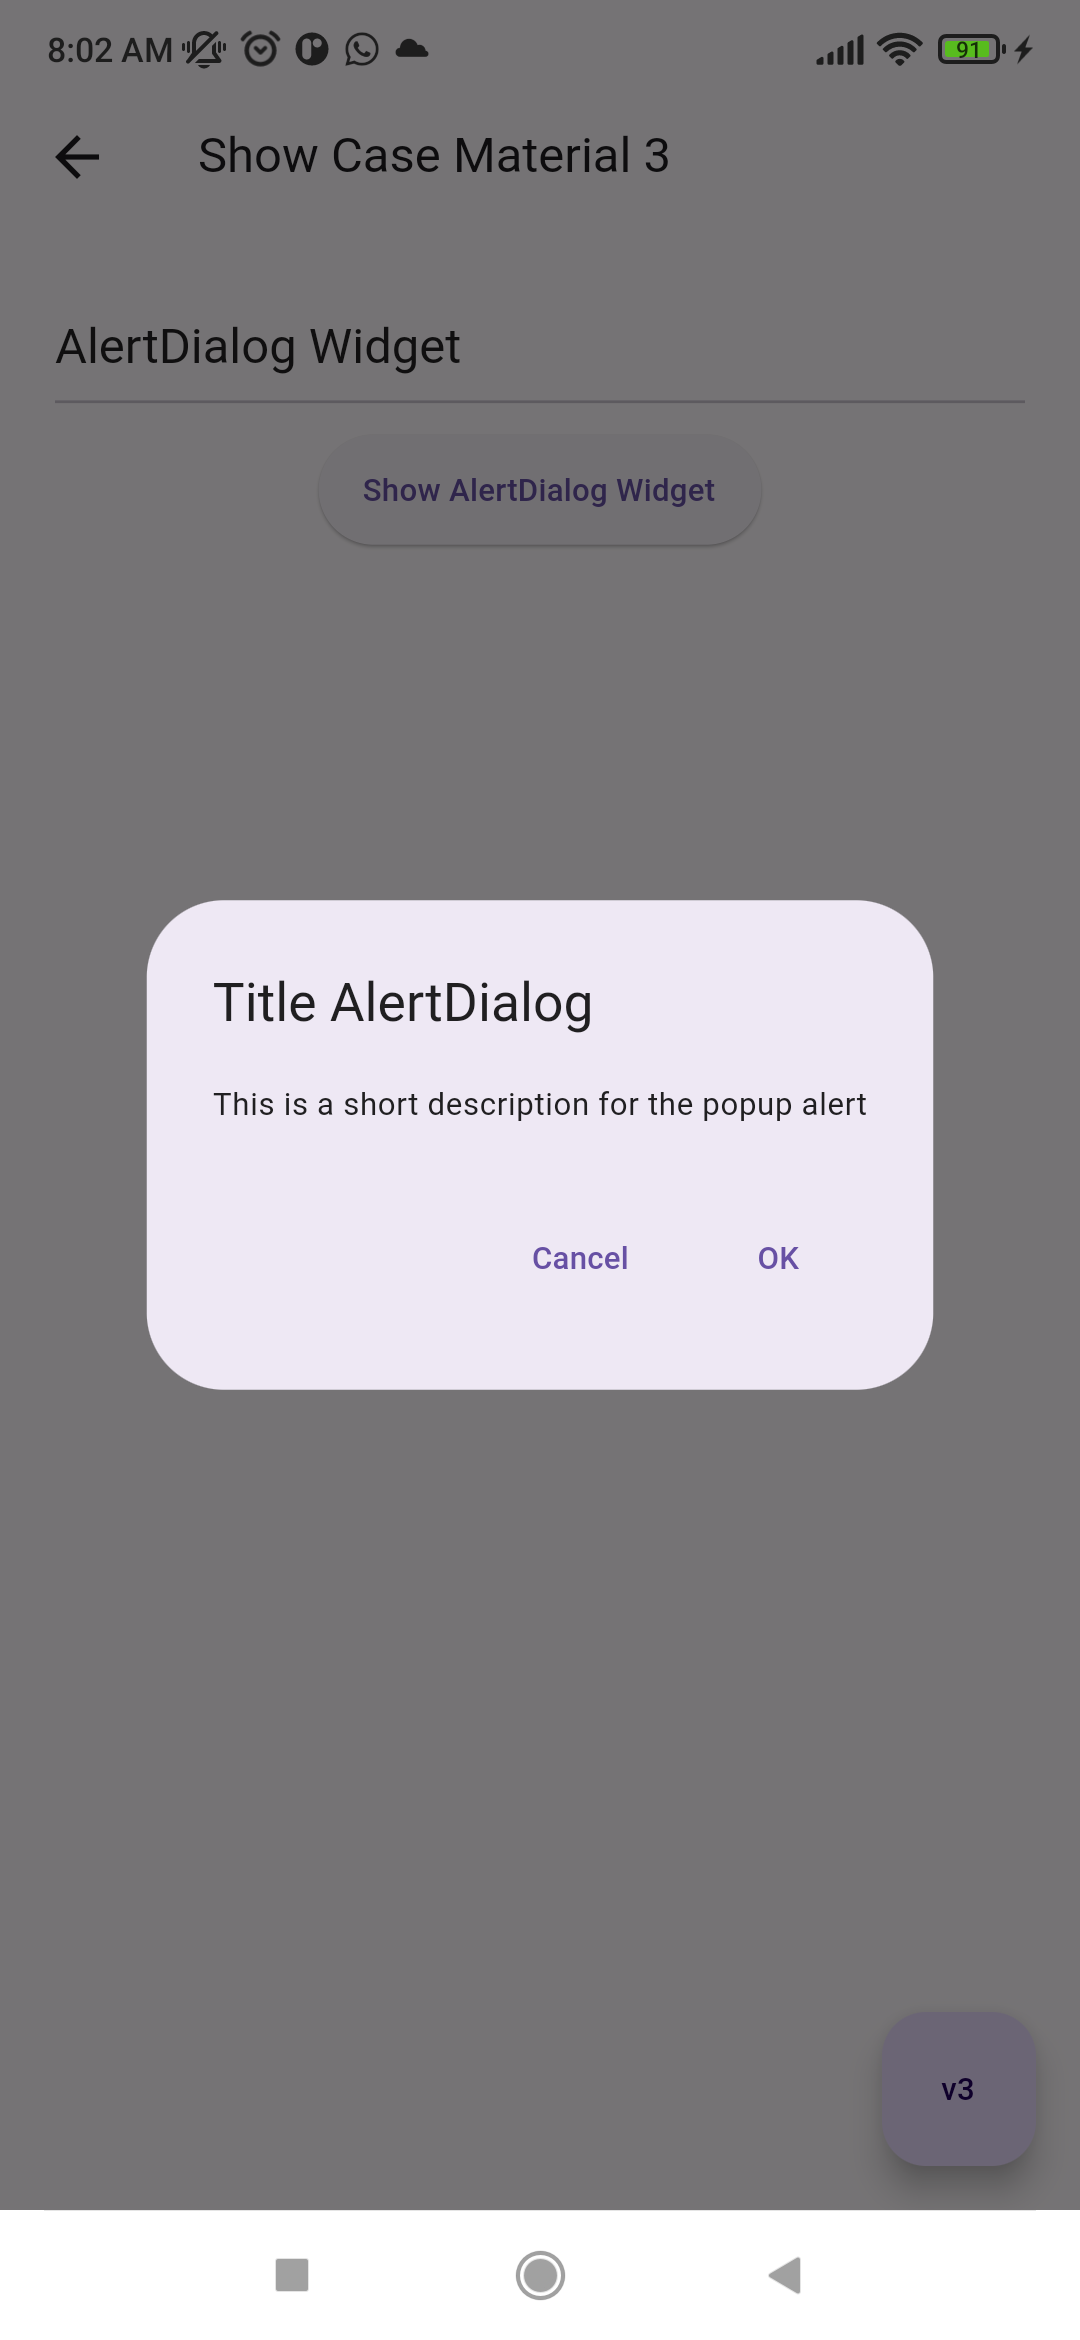 8:02 AM
91
Show Case Material 3
AlertDialog Widget
Show AlertDialog Widget
Title AlertDialog
This is a short description for the popup alert
Cancel OK
v3